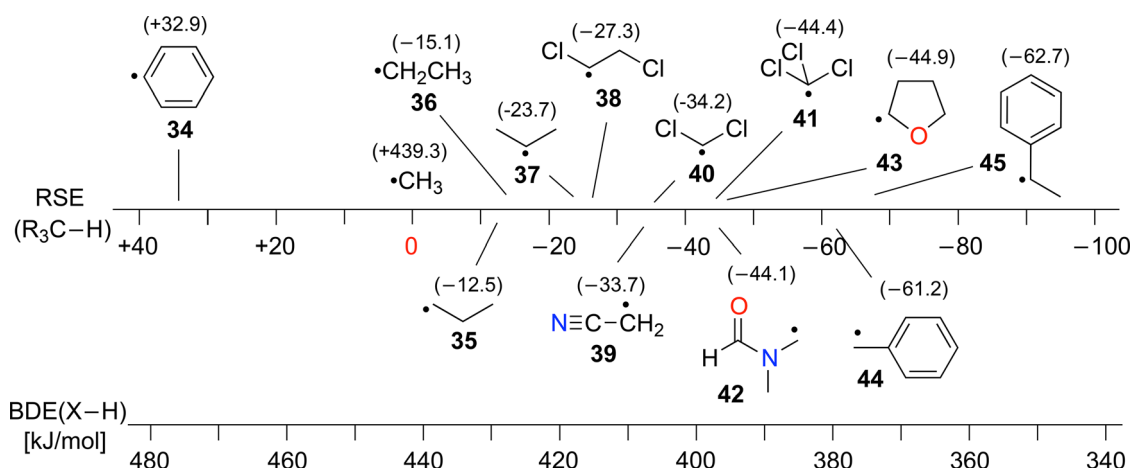 (+32.9)
34
(−15.1)
•CH2CH3
36
(+439.3)
•CH3
(-23.7)
37
(−27.3)
Cl
Cl
38
(-34.2)
Cl Cl
40
(−44.4)
Cl
Cl Cl
41
(−44.9)
O
43
(−62.7)
45
RSE
(R3C−H)
+40 +20 0 −20 −40 −60 −80 −100
(−12.5)
35
(−33.7)
N≡C−CH2
39
(−44.1)
O
H N
42
(−61.2)
44
BDE(X−H)
[kJ/mol]
480 460 440 420 400 380 360 340